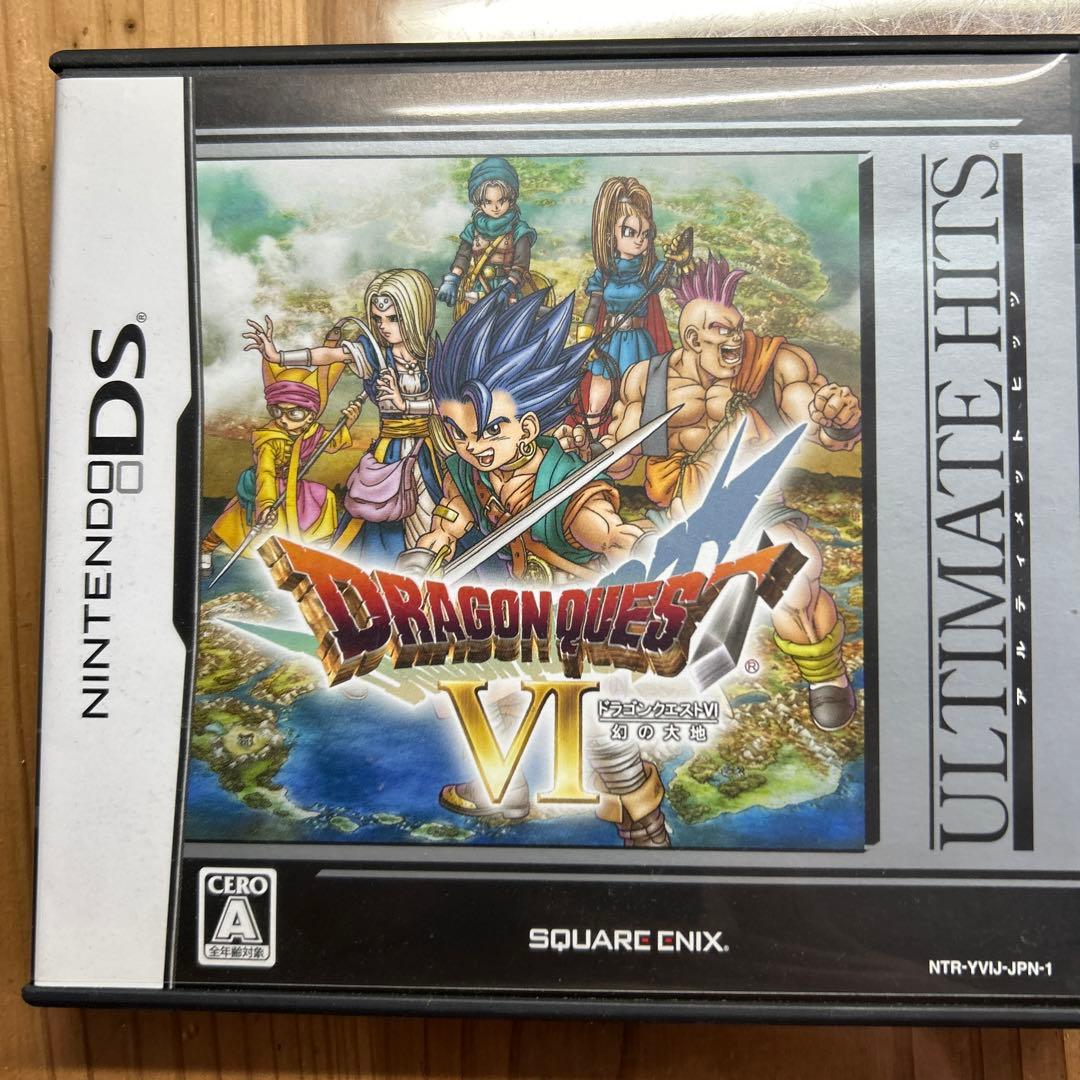 NINTENDO DS®
ULTIMATE HITS®
アルティメットヒッツ
DRAGON QUEST®
VI
ドラゴンクエストVI
幻の大地
CERO
A
全年齢対象
SQUARE ENIX®
NTR-YVIJ-JPN-1